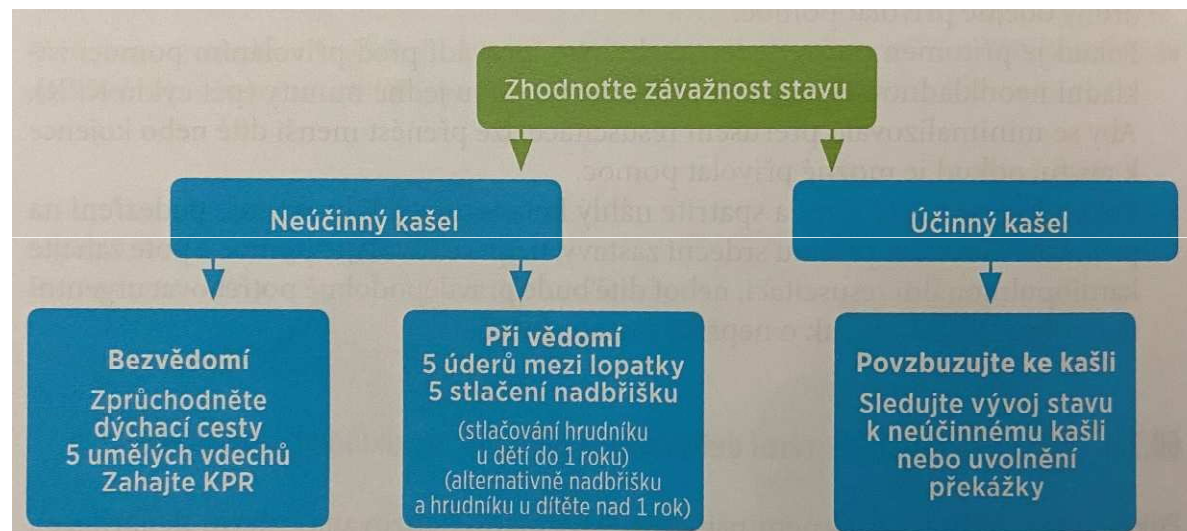 Zhodnoťte závažnost stavu
Neúčinný kašel
Účinný kašel
Bezvědomí
Zprůchodněte
dýchací cesty
5 umělých vdechů
Zahajte KPR
Při vědomí
5 úderů mezi lopatky
5 stlačení nadbřišku
(stlačování hrudníku
u dětí do 1 roku)
(alternativně nadbřišku
a hrudníku u dítěte nad 1 rok)
Povzbuzujte ke kašli
Sledujte vývoj stavu
k neúčinnému kašli
nebo uvolnění
překážky